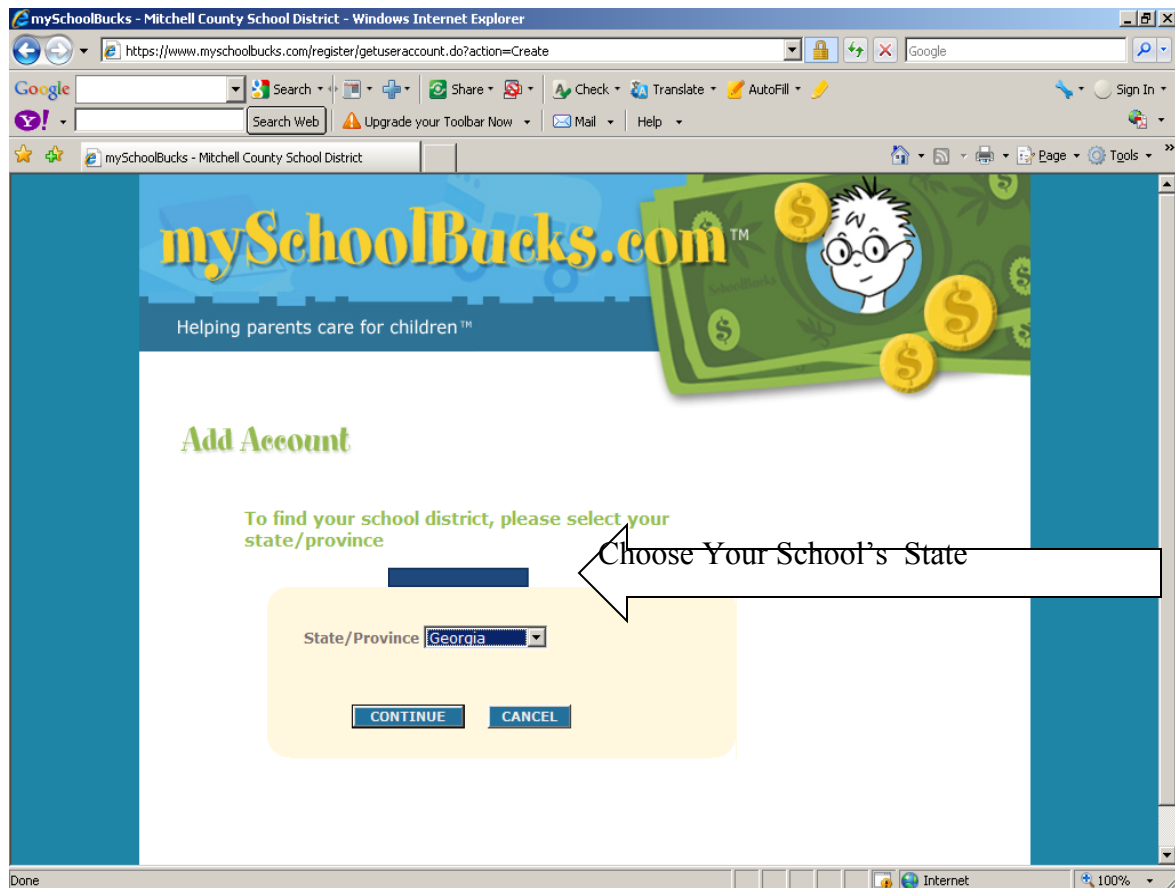 mySchoolBucks - Mitchell County School District - Windows Internet Explorer
https://www.myschoolbucks.com/register/getuseraccount.do?action=Create
Google
Google
Search
Share
Check
Translate
AutoFill
Sign In
Y!
Search Web
Upgrade your Toolbar Now
Mail
Help
mySchoolBucks - Mitchell County School District
Page
Tools
mySchoolBucks.com™
SchoolBucks
Helping parents care for children™
Add Account
To find your school district, please select your
state/province
Choose Your School’s State
State/Province Georgia
CONTINUE CANCEL
Done
Internet
100%